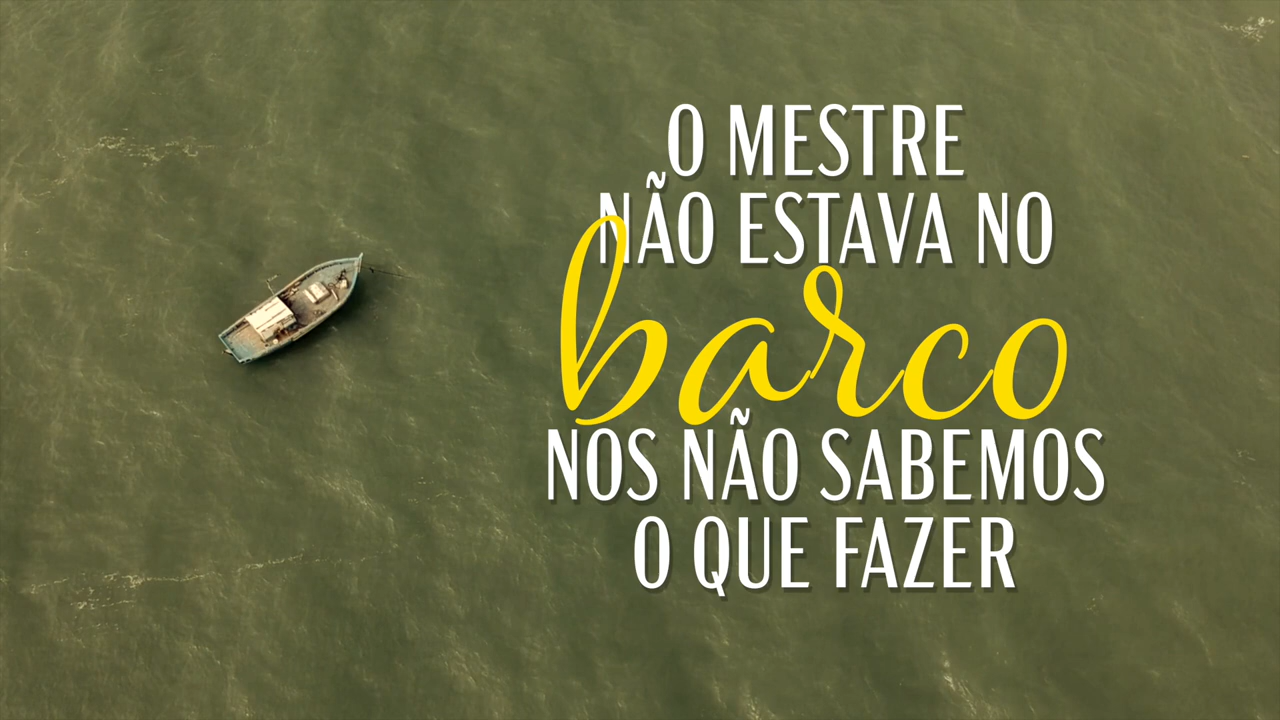 O MESTRE
NÃO ESTAVA NO
barco
NOS NÃO SABEMOS
O QUE FAZER